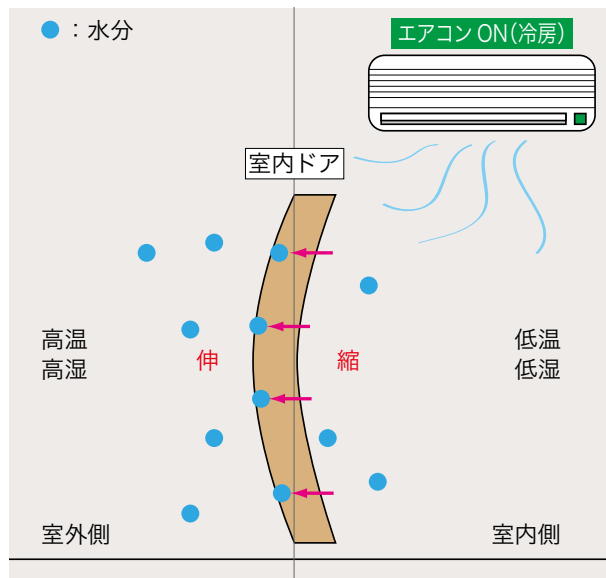 ：水分
エアコン ON（冷房）
室内ドア
高温
高湿
伸
縮
低温
低湿
室外側
室内側